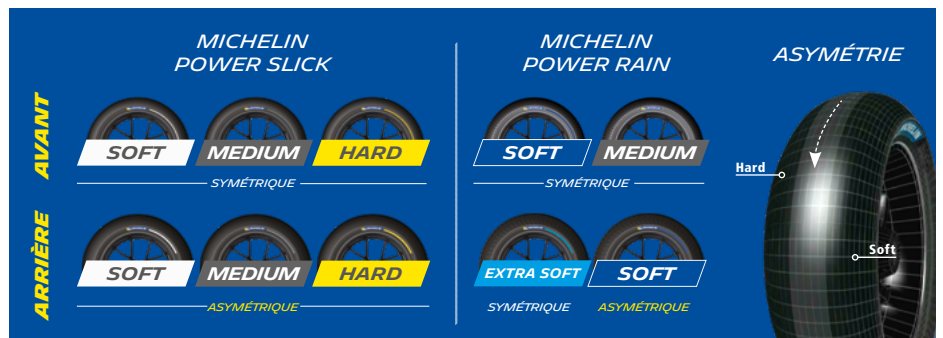 MICHELIN
POWER SLICK
MICHELIN
POWER RAIN
ASYMÉTRIE
AVANT
SOFT
MEDIUM
HARD
SYMÉTRIQUE
SOFT
MEDIUM
SYMÉTRIQUE
ARRIÈRE
SOFT
MEDIUM
HARD
ASYMÉTRIQUE
EXTRA SOFT
SOFT
SYMÉTRIQUE
ASYMÉTRIQUE
Hard
Soft